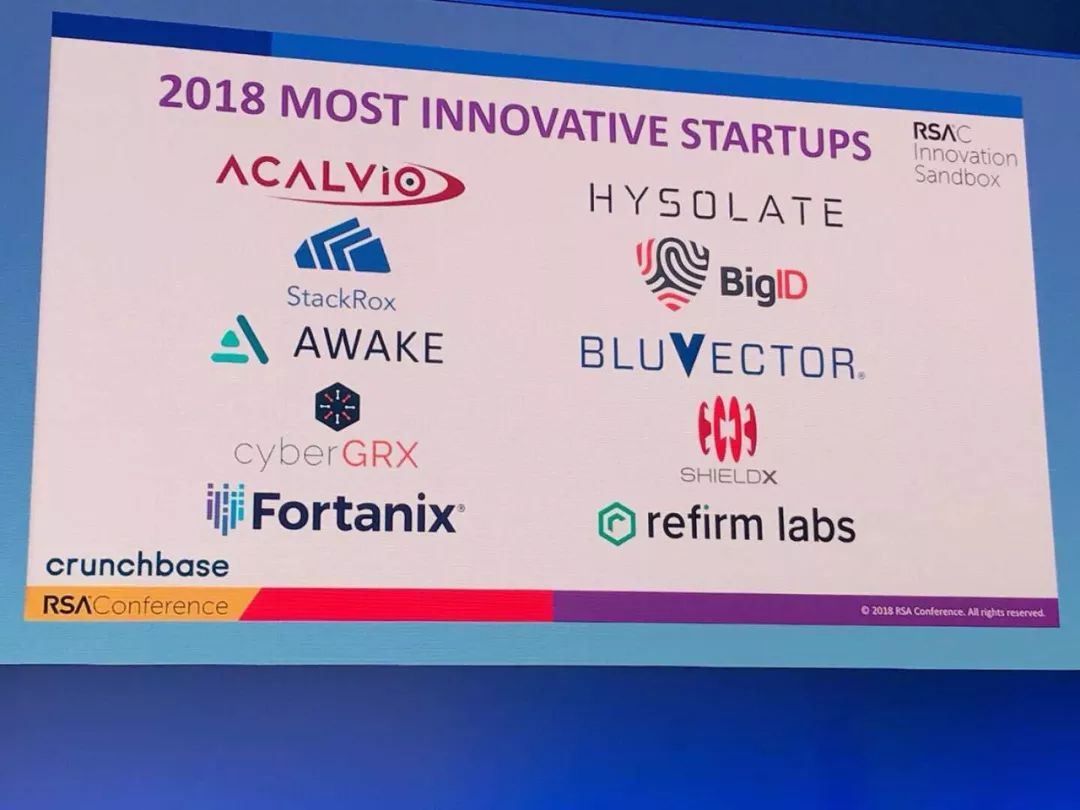 2018 MOST INNOVATIVE STARTUPS
RSAC
Innovation
Sandbox
ACALVIO
HYSOLATE
StackRox
BigID
AWAKE
BLUVECTOR®
cyberGRX
SHIELDX
Fortanix®
refirm labs
crunchbase
RSAConference
© 2018 RSA Conference. All rights reserved.